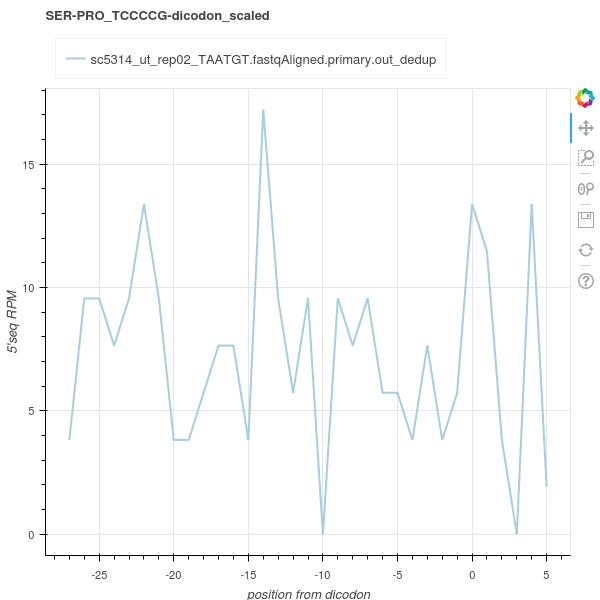 SER-PRO_TCCCCG-dicodon_scaled
sc5314_ut_rep02_TAATGT.fastqAligned.primary.out_dedup
15
10
5
0
5'seq RPM
-25
-20
-15
-10
-5
0
5
position from dicodon